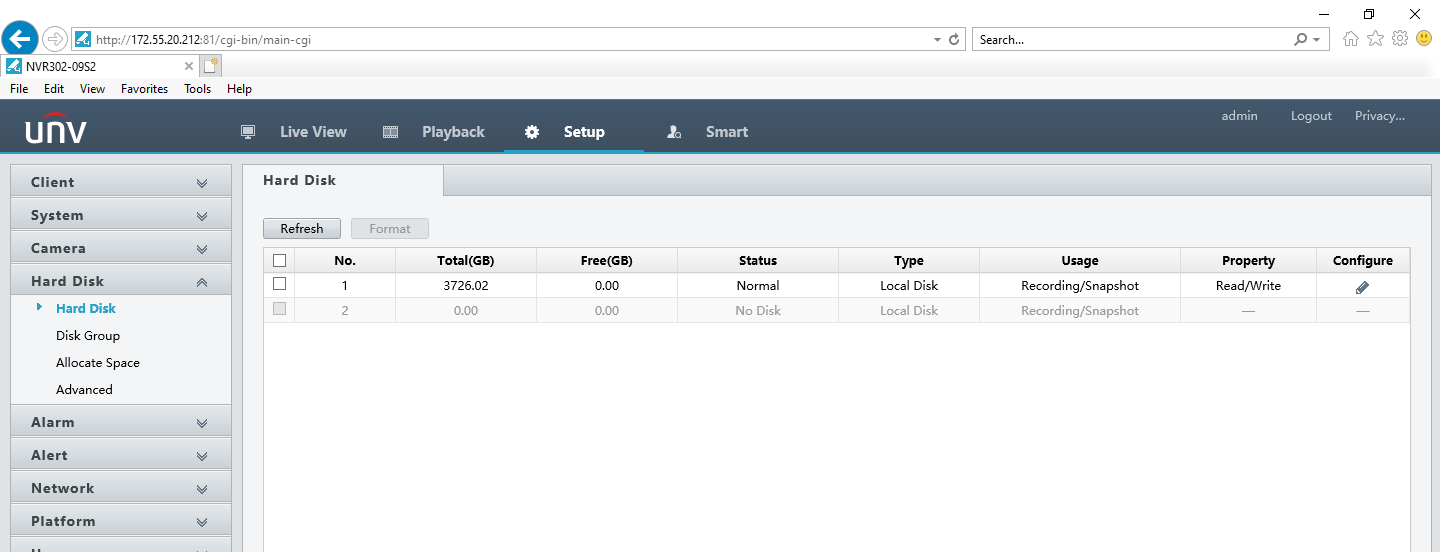 http://172.55.20.212:81/cgi-bin/main-cgi
Search...
NVR302-09S2
File Edit View Favorites Tools Help
unv
Live View Playback Setup Smart
admin Logout Privacy...
Client
System
Camera
Hard Disk
Hard Disk
Disk Group
Allocate Space
Advanced
Alarm
Alert
Network
Platform
Hard Disk
Refresh Format
No. Total(GB) Free(GB) Status Type Usage Property Configure
1 3726.02 0.00 Normal Local Disk Recording/Snapshot Read/Write
2 0.00 0.00 No Disk Local Disk Recording/Snapshot — —